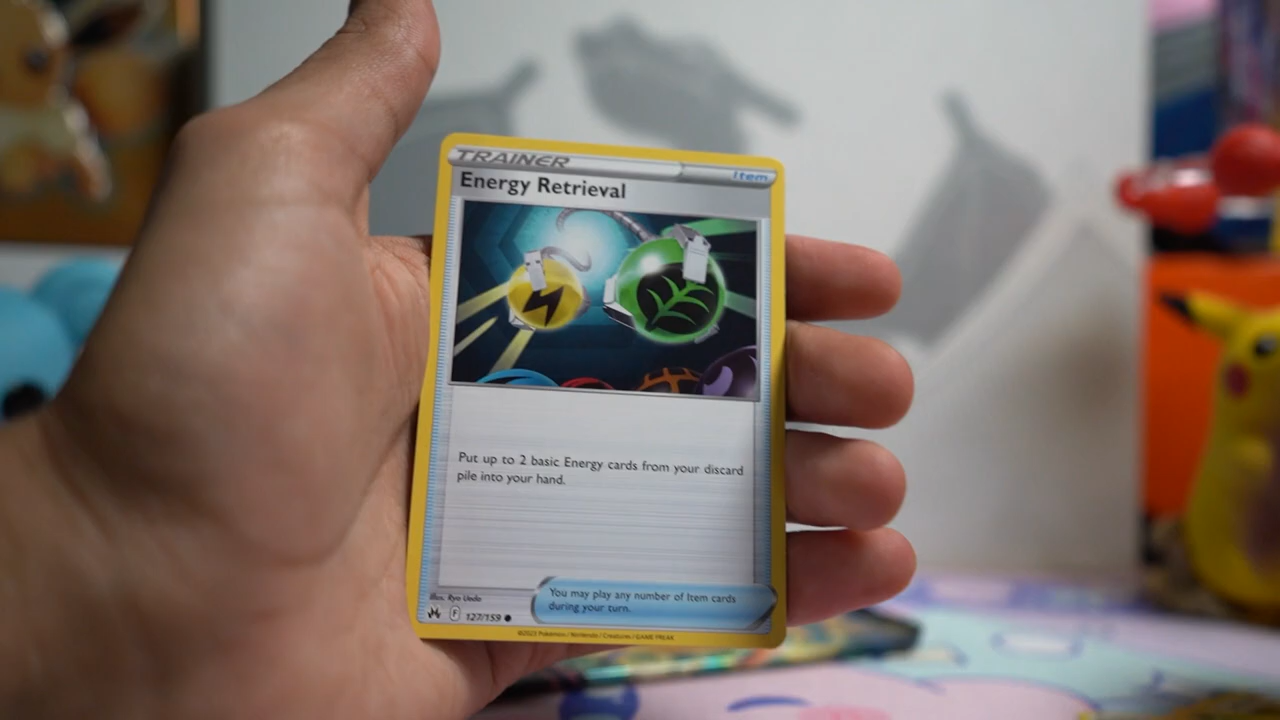 TRAINER
Item
Energy Retrieval
Put up to 2 basic Energy cards from your discard
pile into your hand.
You may play any number of Item cards
during your turn.
Illus. Ryo Ueda
F 127/159
©2023 Pokémon / Nintendo / Creatures / GAME FREAK